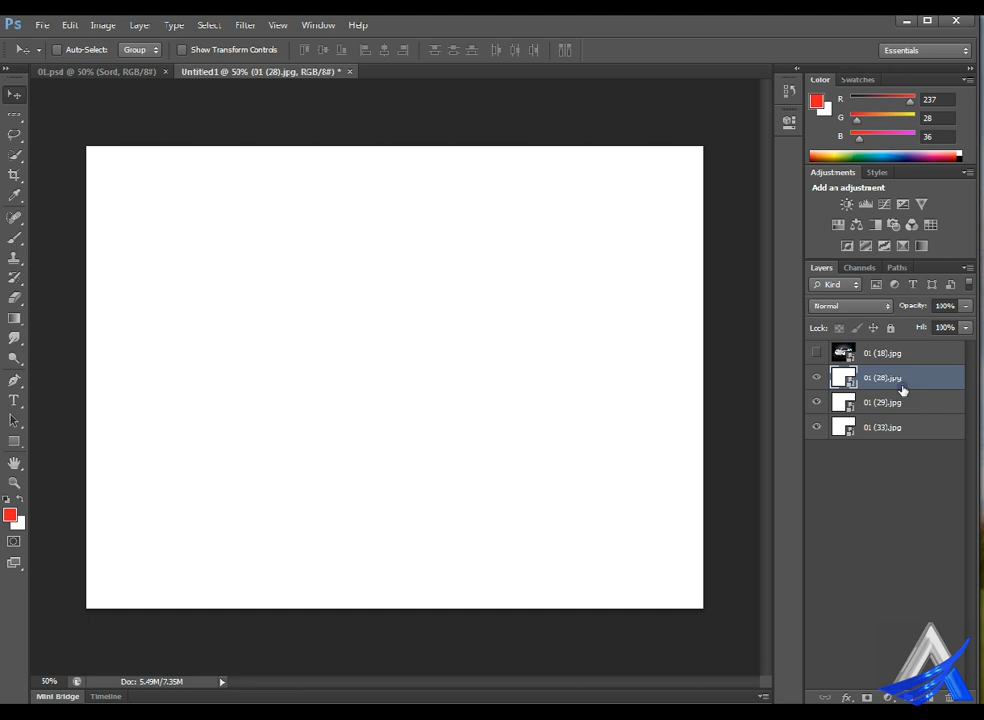 Ps File Edit Image Layer Type Select Filter View Window Help
Auto-Select: Group Show Transform Controls Essentials
01.psd @ 50% (Sord, RGB/8#) × Untitled1 @ 50% (01 (28).jpg, RGB/8#) * ×
Color Swatches
R 237
G 28
B 36
Adjustments Styles
Add an adjustment
Layers Channels Paths
Kind
Normal Opacity: 100%
Lock: Fill: 100%
01 (18).jpg
01 (28).jpg
01 (29).jpg
01 (33).jpg
50% Doc: 5.49M/7.35M
Mini Bridge Timeline